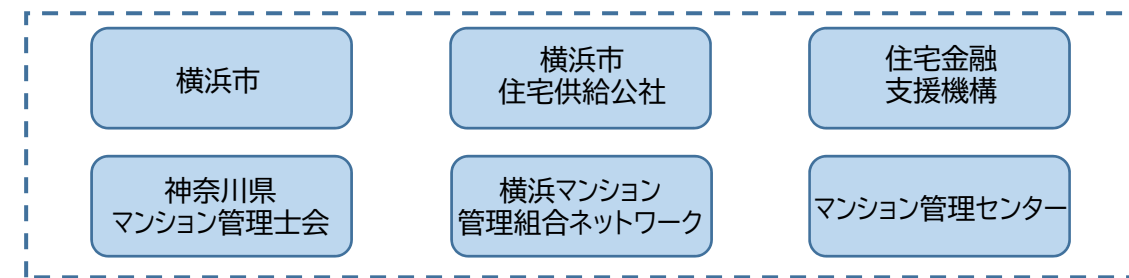 横浜市
横浜市
住宅供給公社
住宅金融
支援機構
神奈川県
マンション管理士会
横浜マンション
管理組合ネットワーク
マンション管理センター